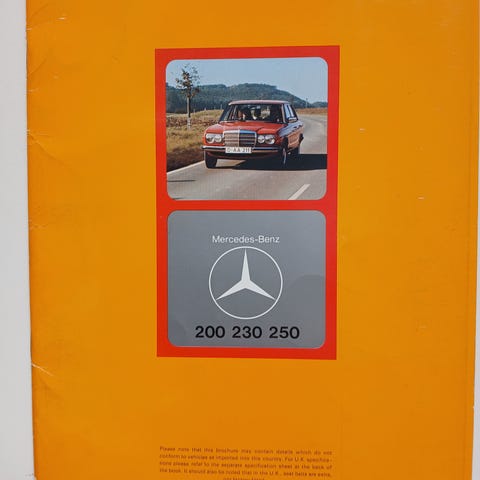 O·AA 211
Mercedes-Benz
200 230 250
Please note that this brochure may contain details which do not
conform to vehicles as imported into this country. For U.K. specifica-
tions please refer to the separate specification sheet at the back of
the book. It should also be noted that in the U.K., seat belts are extra,